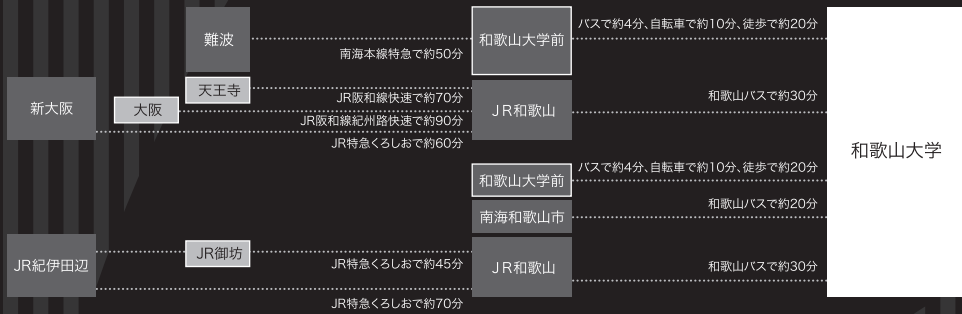 難波
南海本線特急で約50分
和歌山大学前
バスで約4分、自転車で約10分、徒歩で約20分
新大阪
大阪
天王寺
JR阪和線快速で約70分
JR阪和線紀州路快速で約90分
JR特急くろしおで約60分
JR和歌山
和歌山バスで約30分
和歌山大学
和歌山大学前
バスで約4分、自転車で約10分、徒歩で約20分
南海和歌山市
和歌山バスで約20分
JR紀伊田辺
JR御坊
JR特急くろしおで約45分
JR特急くろしおで約70分
JR和歌山
和歌山バスで約30分